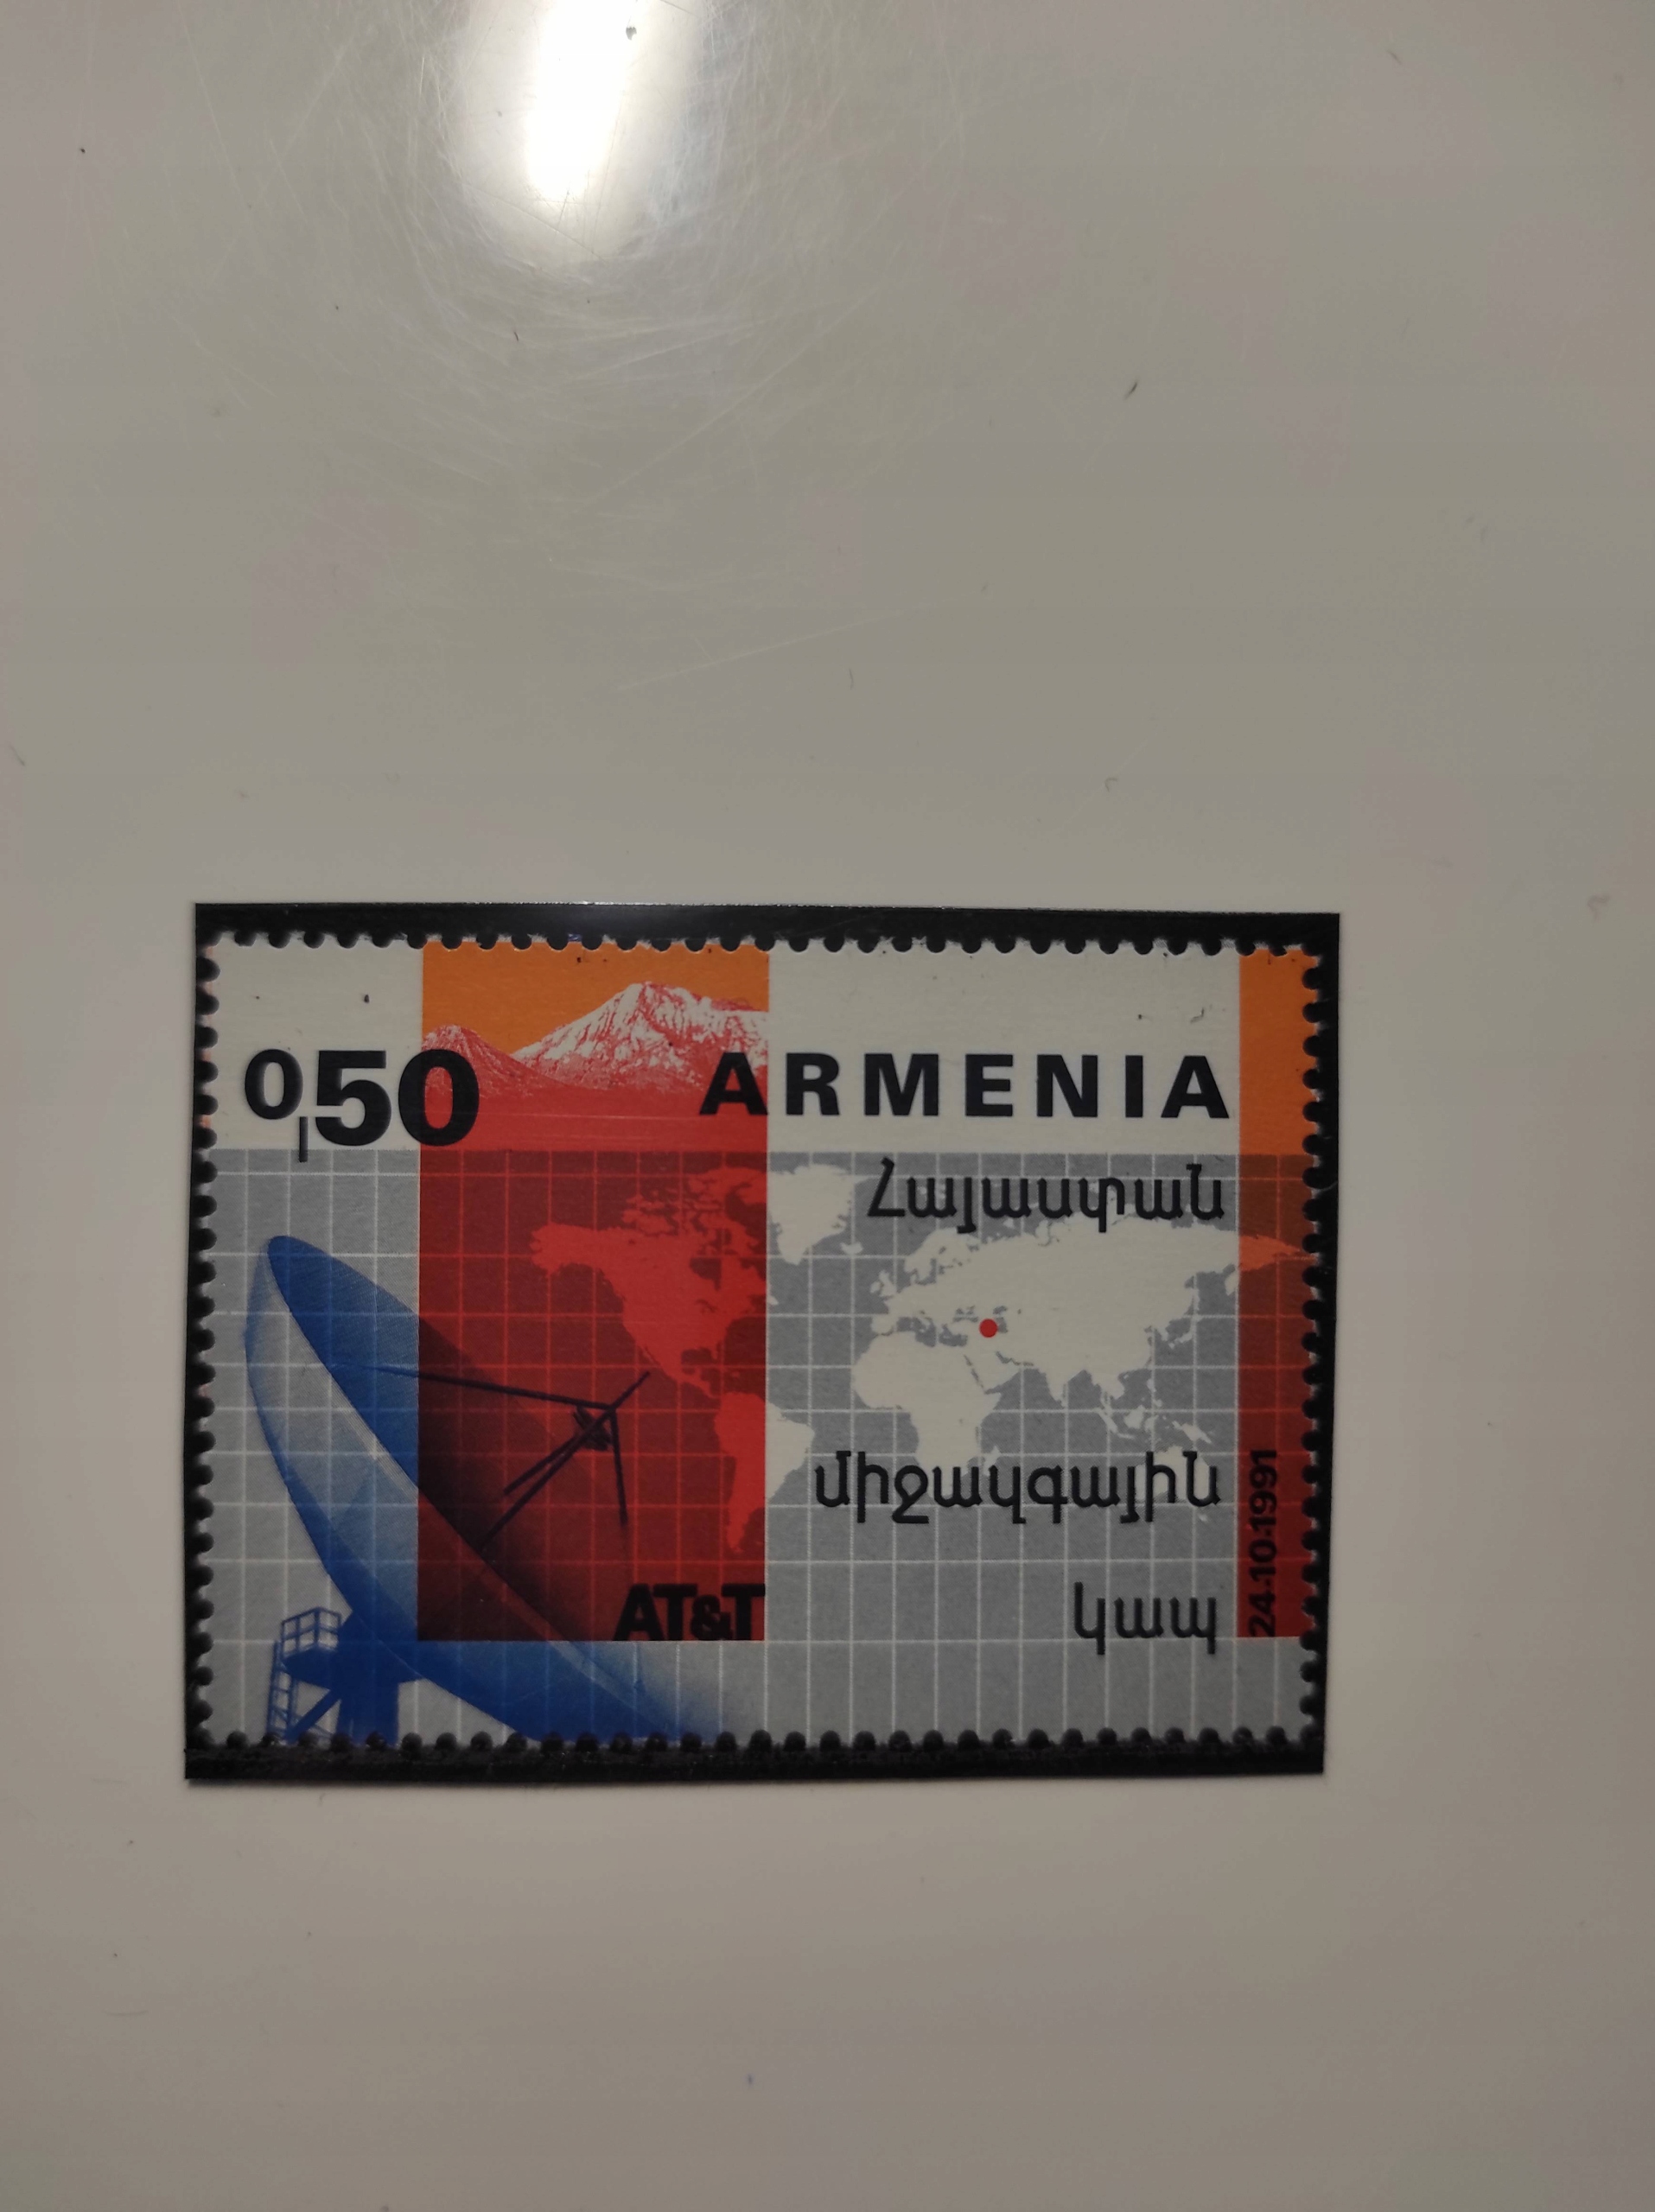 0,50
ARMENIA
Հայաստան
միջազգային
կապ
AT&T
24-10-1991